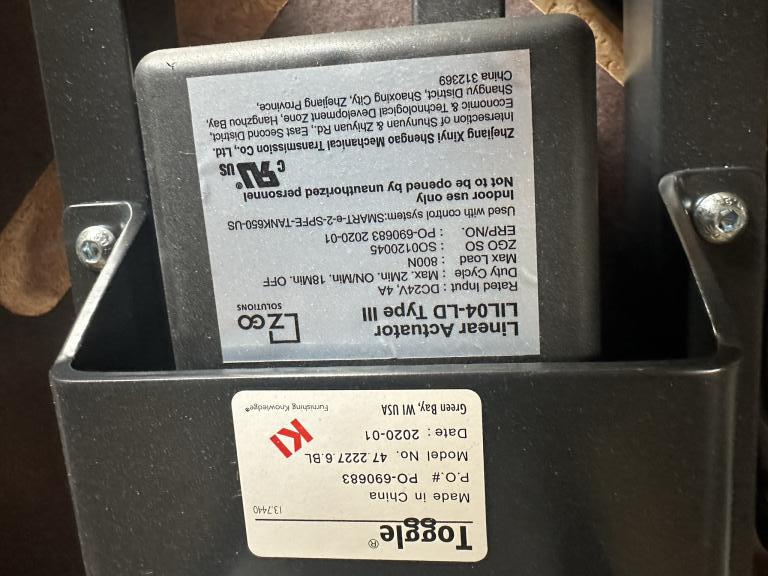 Linear Actuator
LIL04-LD Type III
ZGO
SOLUTIONS
Rated Input : DC24V, 4A
Duty Cycle : Max. 2Min. ON/Min. 18Min. OFF
Max Load : 800N
ZGO SO : SO0120045
ERP/NO. : PO-690683 2020-01
Used with control system:SMART-e-2-SPFE-TANK650-US
Indoor use only
Not to be opened by unauthorized personnel
c RU ® US
Zhejiang Xinyi Shengao Mechanical Transmission Co., Ltd.
Intersection of Shunyuan & Zhiyuan Rd., East Second District,
Economic & Technological Development Zone, Hangzhou Bay,
Shangyu District, Shaoxing City, Zhejiang Province,
China 312369
Toggle®
13.7440
Made in China
P.O.# PO-690683
Model No. 47.2227.6.BL
Date : 2020-01
Green Bay, WI USA
KI
Furnishing Knowledge®